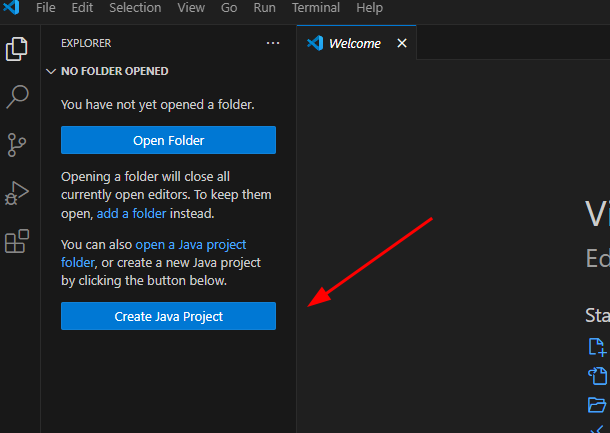 File Edit Selection View Go Run Terminal Help
EXPLORER
Welcome
NO FOLDER OPENED
You have not yet opened a folder.
Open Folder
Opening a folder will close all
currently open editors. To keep them
open, add a folder instead.
You can also open a Java project
folder, or create a new Java project
by clicking the button below.
Create Java Project
Vi
Ed
Sta